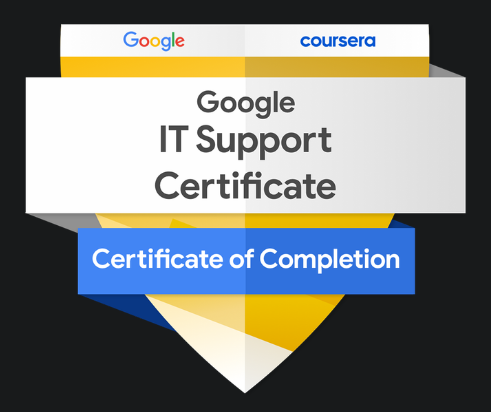 Google coursera
Google
IT Support
Certificate
Certificate of Completion